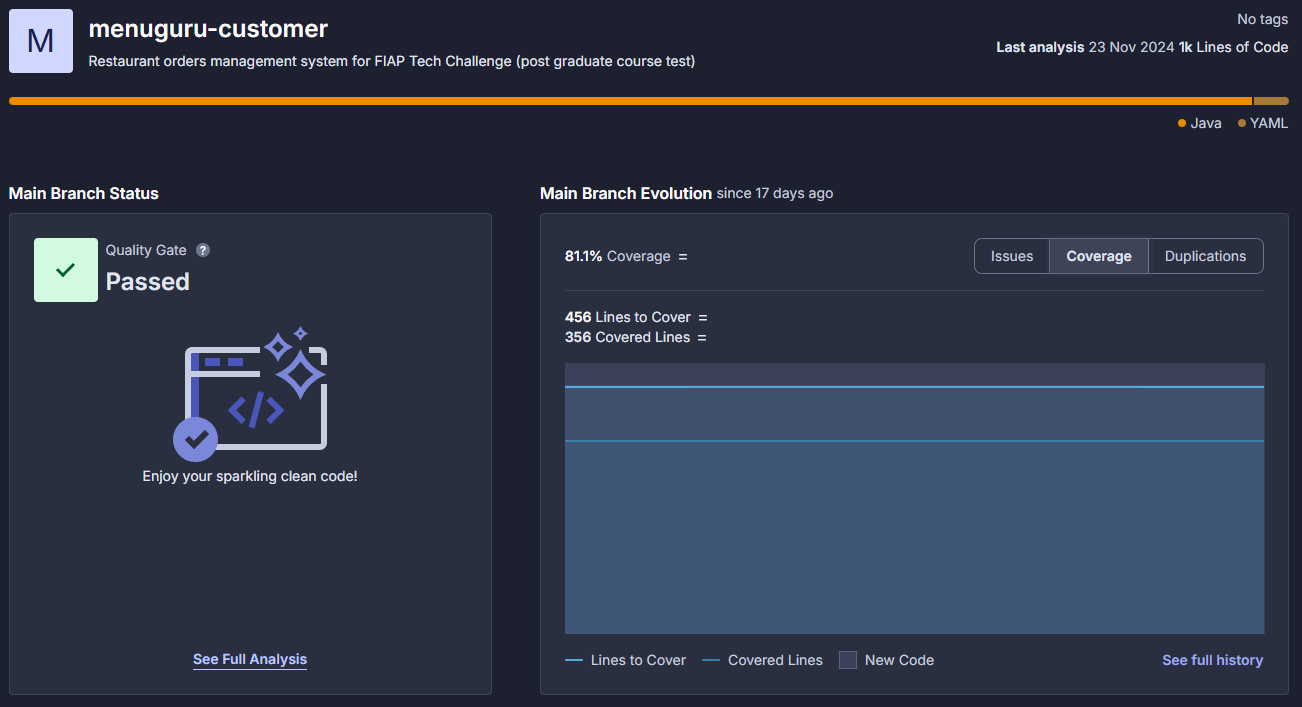 M
menuguru-customer
No tags
Restaurant orders management system for FIAP Tech Challenge (post graduate course test)
Last analysis 23 Nov 2024 1k Lines of Code
Java YAML
Main Branch Status
Quality Gate ?
Passed
</>
Enjoy your sparkling clean code!
See Full Analysis
Main Branch Evolution since 17 days ago
81.1% Coverage =
Issues Coverage Duplications
456 Lines to Cover =
356 Covered Lines =
Lines to Cover Covered Lines New Code
See full history